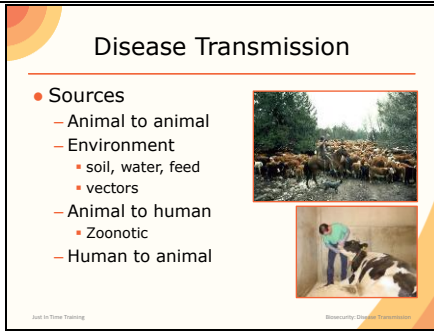 Disease Transmission
● Sources
– Animal to animal
– Environment
▪ soil, water, feed
▪ vectors
– Animal to human
▪ Zoonotic
– Human to animal
Just In Time Training
Biosecurity: Disease Transmission